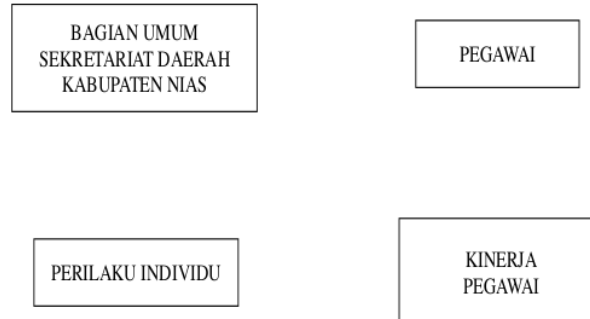 BAGIAN UMUM
SEKRETARIAT DAERAH
KABUPATEN NIAS
PEGAWAI
PERILAKU INDIVIDU
KINERJA
PEGAWAI